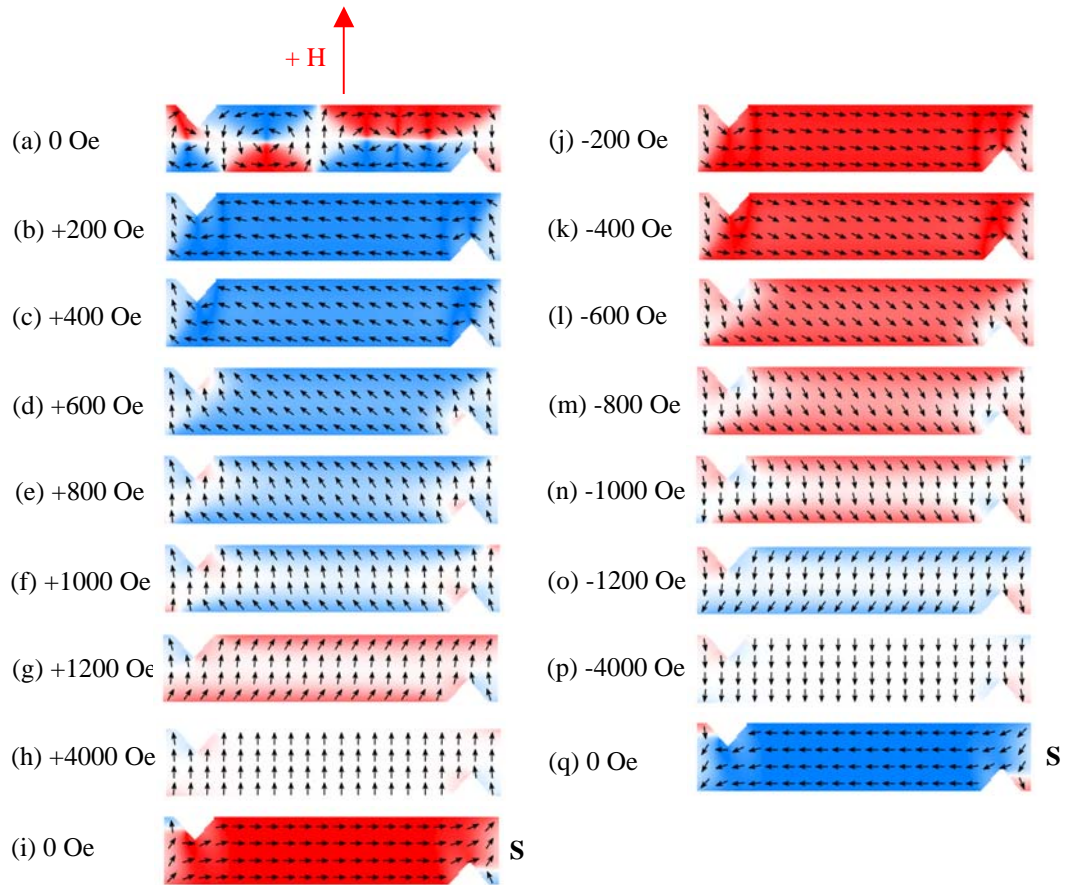 + H
(a) 0 Oe
(b) +200 Oe
(c) +400 Oe
(d) +600 Oe
(e) +800 Oe
(f) +1000 Oe
(g) +1200 Oe
(h) +4000 Oe
(i) 0 Oe
S
(j) -200 Oe
(k) -400 Oe
(l) -600 Oe
(m) -800 Oe
(n) -1000 Oe
(o) -1200 Oe
(p) -4000 Oe
(q) 0 Oe
S